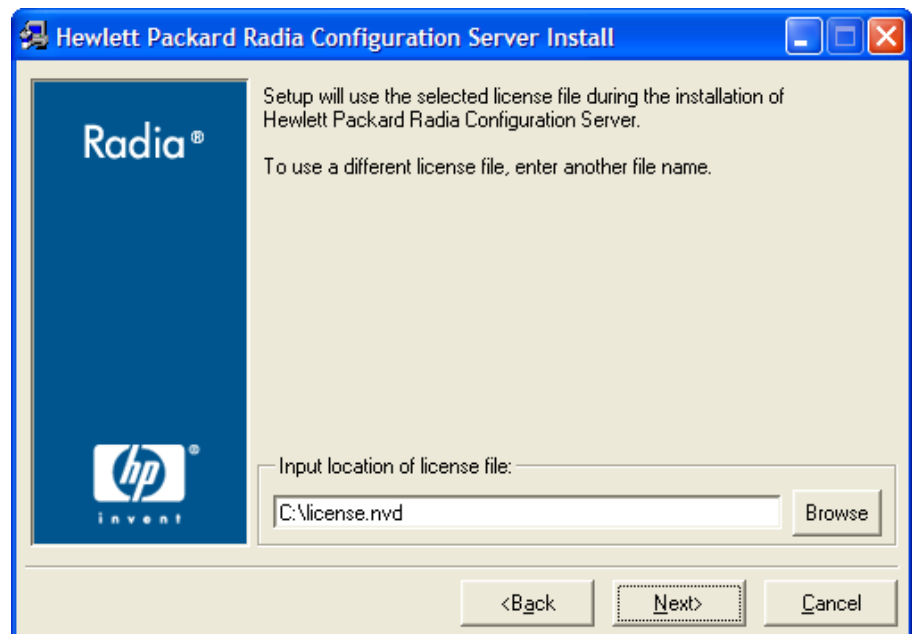 Hewlett Packard Radia Configuration Server Install
Radia®
Setup will use the selected license file during the installation of
Hewlett Packard Radia Configuration Server.
To use a different license file, enter another file name.
hp®
invent
Input location of license file:
C:\license.nvd
Browse
<Back
Next>
Cancel